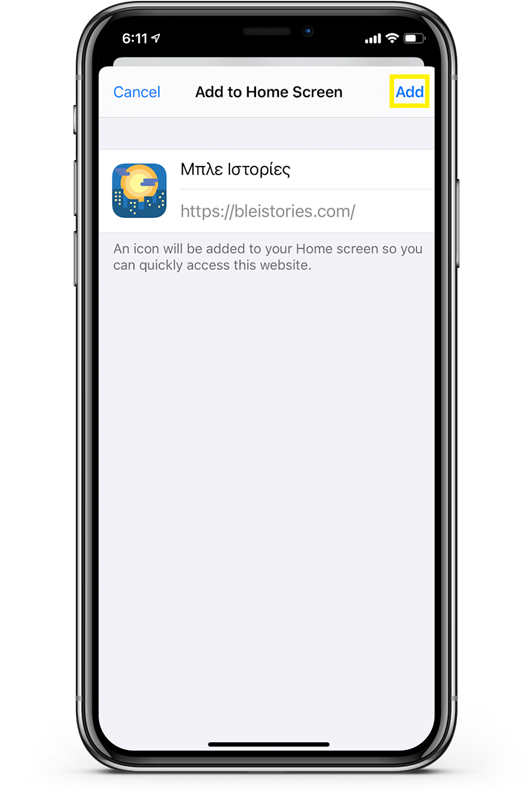 6:11
Cancel Add to Home Screen Add
Μπλε Ιστορίες
https://bleistories.com/
An icon will be added to your Home screen so you
can quickly access this website.